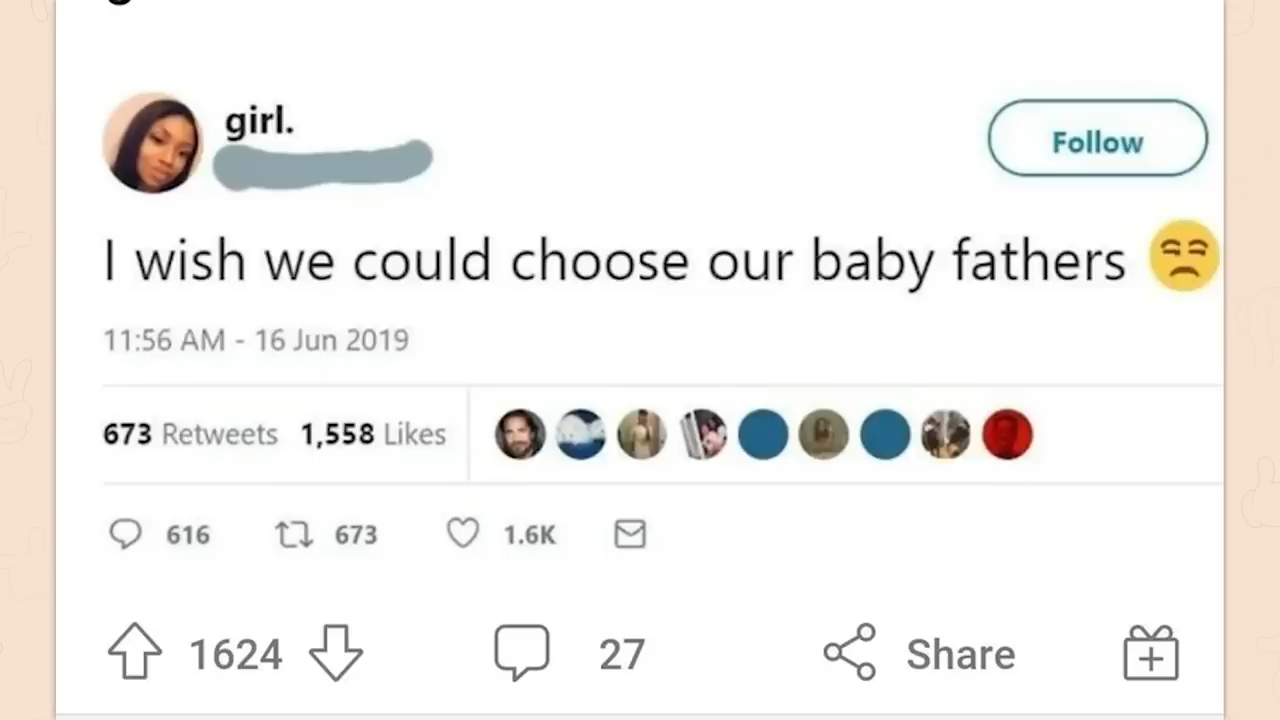 girl.
Follow
I wish we could choose our baby fathers 😒
11:56 AM - 16 Jun 2019
673 Retweets 1,558 Likes
616 673 1.6K
1624 27 Share